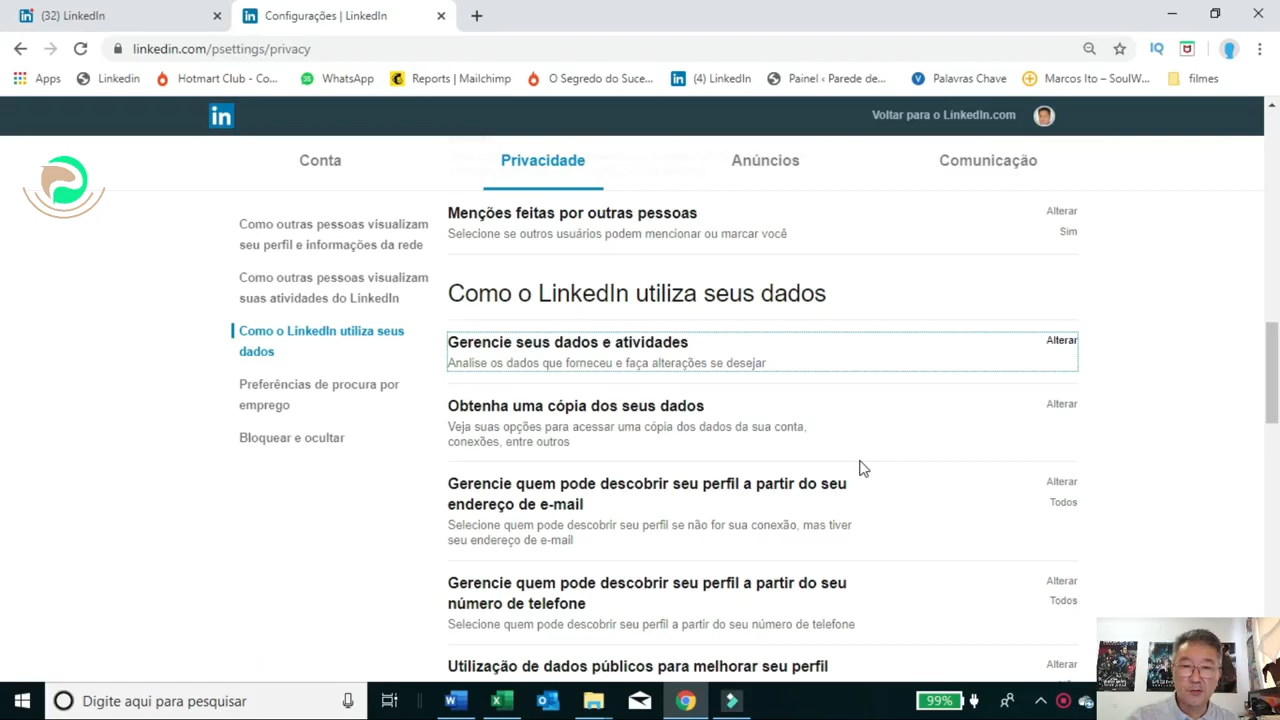 (32) LinkedIn
Configurações | LinkedIn
linkedin.com/psettings/privacy
Apps
Linkedin
Hotmart Club - Co...
WhatsApp
Reports | Mailchimp
O Segredo do Suce...
(4) LinkedIn
Painel ‹ Parede de...
Palavras Chave
Marcos Ito – SoulW...
filmes
in
Voltar para o LinkedIn.com
Conta
Privacidade
Anúncios
Comunicação
Como outras pessoas visualizam
seu perfil e informações da rede
Como outras pessoas visualizam
suas atividades do LinkedIn
Como o LinkedIn utiliza seus
dados
Preferências de procura por
emprego
Bloquear e ocultar
Menções feitas por outras pessoas
Alterar
Selecione se outros usuários podem mencionar ou marcar você
Sim
Como o LinkedIn utiliza seus dados
Gerencie seus dados e atividades
Alterar
Analise os dados que forneceu e faça alterações se desejar
Obtenha uma cópia dos seus dados
Alterar
Veja suas opções para acessar uma cópia dos dados da sua conta,
conexões, entre outros
Gerencie quem pode descobrir seu perfil a partir do seu
endereço de e-mail
Alterar
Todos
Selecione quem pode descobrir seu perfil se não for sua conexão, mas tiver
seu endereço de e-mail
Gerencie quem pode descobrir seu perfil a partir do seu
número de telefone
Alterar
Todos
Selecione quem pode descobrir seu perfil a partir do seu número de telefone
Utilização de dados públicos para melhorar seu perfil
Alterar
Digite aqui para pesquisar
99%